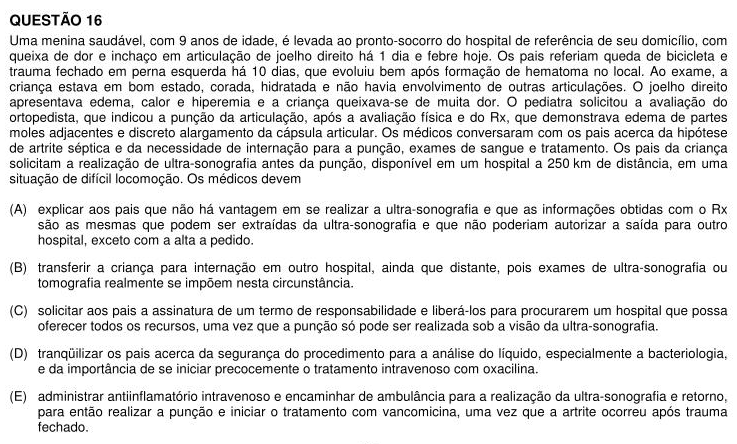 QUESTÃO 16
Uma menina saudável, com 9 anos de idade, é levada ao pronto-socorro do hospital de referência de seu domicílio, com
queixa de dor e inchaço em articulação de joelho direito há 1 dia e febre hoje. Os pais referiam queda de bicicleta e
trauma fechado em perna esquerda há 10 dias, que evoluiu bem após formação de hematoma no local. Ao exame, a
criança estava em bom estado, corada, hidratada e não havia envolvimento de outras articulações. O joelho direito
apresentava edema, calor e hiperemia e a criança queixava-se de muita dor. O pediatra solicitou a avaliação do
ortopedista, que indicou a punção da articulação, após a avaliação física e do Rx, que demonstrava edema de partes
moles adjacentes e discreto alargamento da cápsula articular. Os médicos conversaram com os pais acerca da hipótese
de artrite séptica e da necessidade de internação para a punção, exames de sangue e tratamento. Os pais da criança
solicitam a realização de ultra-sonografia antes da punção, disponível em um hospital a 250 km de distância, em uma
situação de difícil locomoção. Os médicos devem
(A) explicar aos pais que não há vantagem em se realizar a ultra-sonografia e que as informações obtidas com o Rx
são as mesmas que podem ser extraídas da ultra-sonografia e que não poderiam autorizar a saída para outro
hospital, exceto com a alta a pedido.
(B) transferir a criança para internação em outro hospital, ainda que distante, pois exames de ultra-sonografia ou
tomografia realmente se impõem nesta circunstância.
(C) solicitar aos pais a assinatura de um termo de responsabilidade e liberá-los para procurarem um hospital que possa
oferecer todos os recursos, uma vez que a punção só pode ser realizada sob a visão da ultra-sonografia.
(D) tranqüilizar os pais acerca da segurança do procedimento para a análise do líquido, especialmente a bacteriologia,
e da importância de se iniciar precocemente o tratamento intravenoso com oxacilina.
(E) administrar antiinflamatório intravenoso e encaminhar de ambulância para a realização da ultra-sonografia e retorno,
para então realizar a punção e iniciar o tratamento com vancomicina, uma vez que a artrite ocorreu após trauma
fechado.